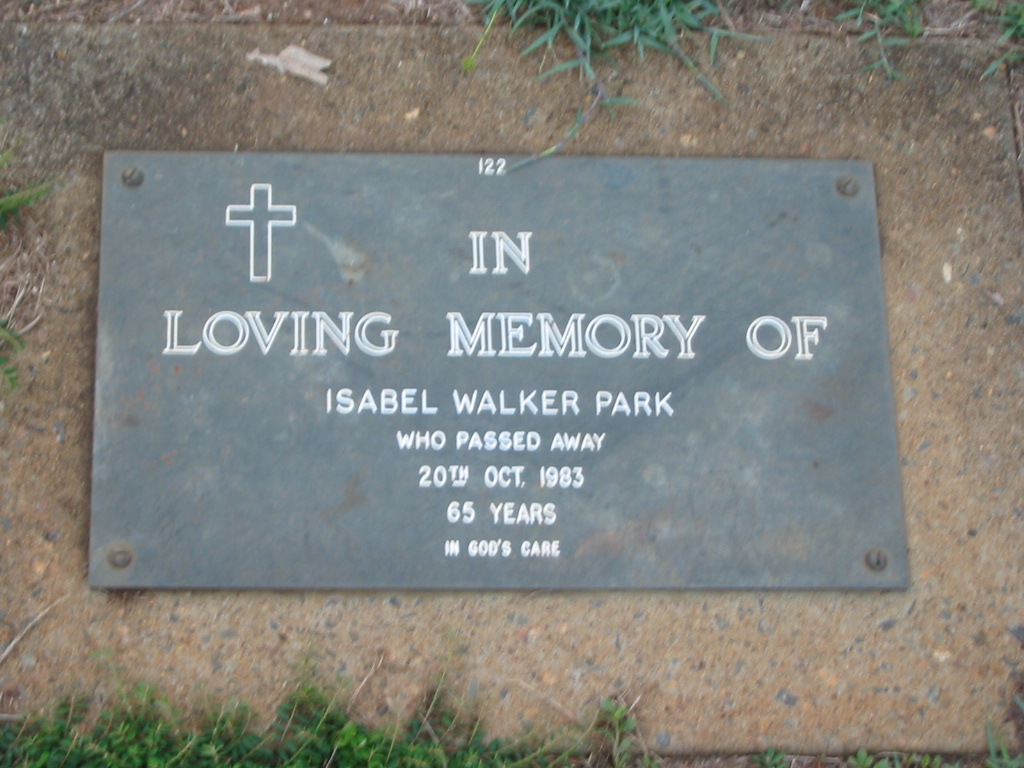 122
IN
LOVING MEMORY OF
ISABEL WALKER PARK
WHO PASSED AWAY
20TH OCT. 1983
65 YEARS
IN GOD'S CARE